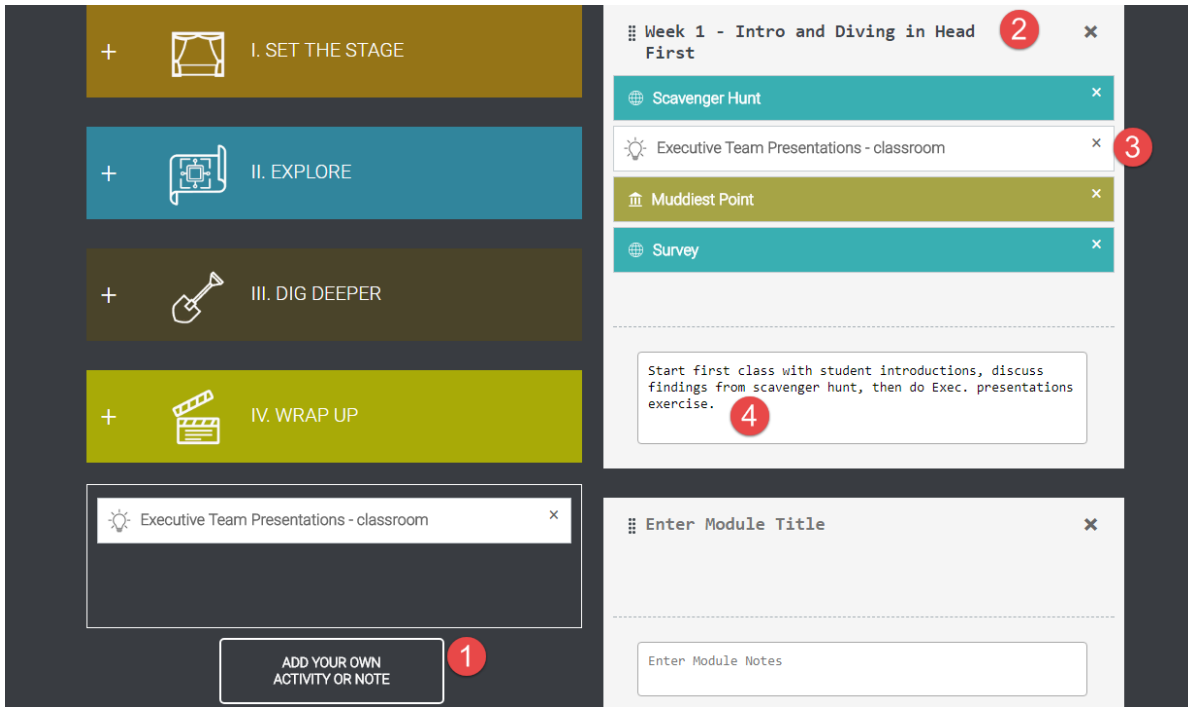 + I. SET THE STAGE
+ II. EXPLORE
+ III. DIG DEEPER
+ IV. WRAP UP
Executive Team Presentations - classroom ×
ADD YOUR OWN
ACTIVITY OR NOTE
1
Week 1 - Intro and Diving in Head
First
2
×
Scavenger Hunt ×
Executive Team Presentations - classroom ×
3
Muddiest Point ×
Survey ×
Start first class with student introductions, discuss
findings from scavenger hunt, then do Exec. presentations
exercise.
4
Enter Module Title ×
Enter Module Notes